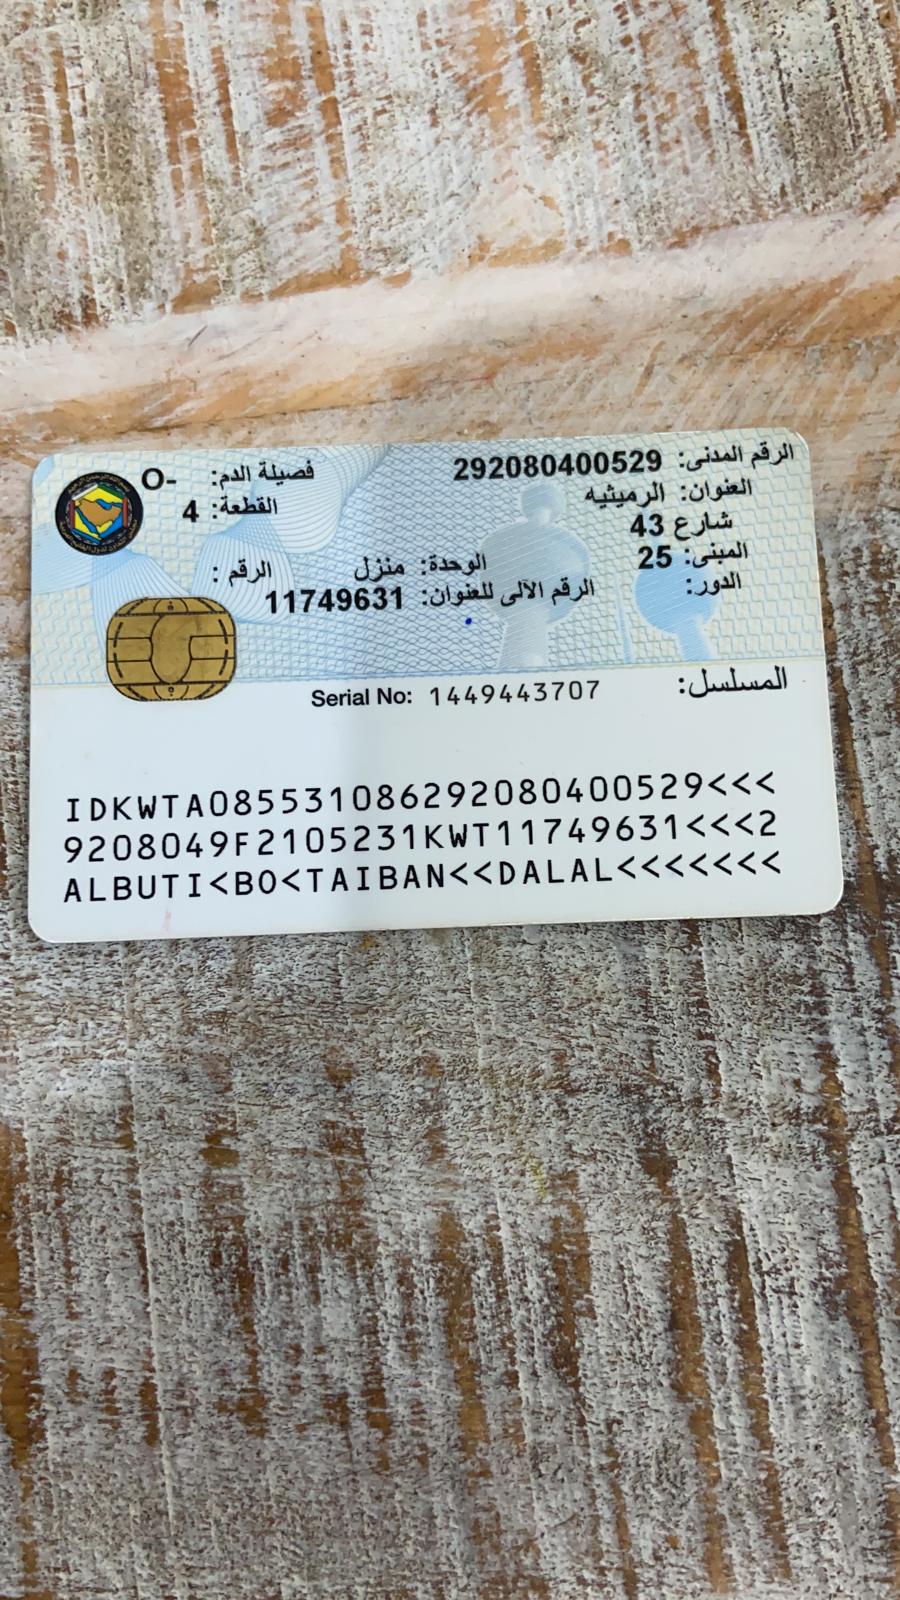 الرقم المدنى: 292080400529
فصيلة الدم: O-
العنوان: الرميثيه
القطعة: 4
شارع 43
المبنى: 25
الوحدة: منزل
الرقم :
الدور:
الرقم الآلى للعنوان: 11749631
المسلسل:
Serial No: 1449443707
IDKWTA085531086292080400529<<<
9208049F2105231KWT11749631<<<2
ALBUTI<BO<TAIBAN<<DALAL<<<<<<<